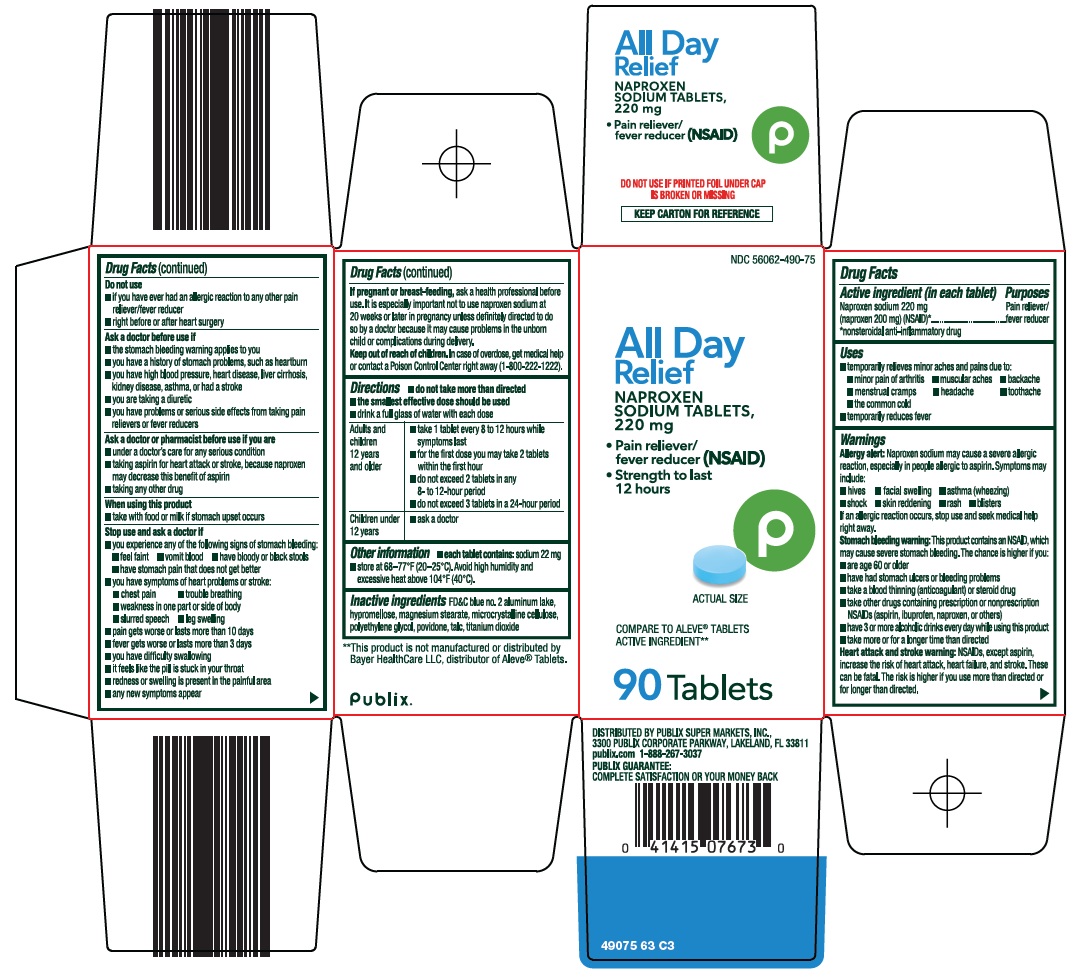 All Day
Relief
NAPROXEN
SODIUM TABLETS,
220 mg
• Pain reliever/
fever reducer (NSAID)
p
DO NOT USE IF PRINTED FOIL UNDER CAP
IS BROKEN OR MISSING
KEEP CARTON FOR REFERENCE
Drug Facts (continued)
Do not use
■ if you have ever had an allergic reaction to any other pain
reliever/fever reducer
■ right before or after heart surgery
Ask a doctor before use if
■ the stomach bleeding warning applies to you
■ you have a history of stomach problems, such as heartburn
■ you have high blood pressure, heart disease, liver cirrhosis,
kidney disease, asthma, or had a stroke
■ you are taking a diuretic
■ you have problems or serious side effects from taking pain
relievers or fever reducers
Ask a doctor or pharmacist before use if you are
■ under a doctor's care for any serious condition
■ taking aspirin for heart attack or stroke, because naproxen
may decrease this benefit of aspirin
■ taking any other drug
When using this product
■ take with food or milk if stomach upset occurs
Stop use and ask a doctor if
■ you experience any of the following signs of stomach bleeding:
■ feel faint ■ vomit blood ■ have bloody or black stools
■ have stomach pain that does not get better
■ you have symptoms of heart problems or stroke:
■ chest pain ■ trouble breathing
■ weakness in one part or side of body
■ slurred speech ■ leg swelling
■ pain gets worse or lasts more than 10 days
■ fever gets worse or lasts more than 3 days
■ you have difficulty swallowing
■ it feels like the pill is stuck in your throat
■ redness or swelling is present in the painful area
■ any new symptoms appear
Drug Facts (continued)
If pregnant or breast-feeding, ask a health professional before
use. It is especially important not to use naproxen sodium at
20 weeks or later in pregnancy unless definitely directed to do
so by a doctor because it may cause problems in the unborn
child or complications during delivery.
Keep out of reach of children. In case of overdose, get medical help
or contact a Poison Control Center right away (1-800-222-1222).
Directions ■ do not take more than directed
■ the smallest effective dose should be used
■ drink a full glass of water with each dose
Adults and
children
12 years
and older
■ take 1 tablet every 8 to 12 hours while
symptoms last
■ for the first dose you may take 2 tablets
within the first hour
■ do not exceed 2 tablets in any
8- to 12-hour period
■ do not exceed 3 tablets in a 24-hour period
Children under
12 years
■ ask a doctor
Other information ■ each tablet contains: sodium 22 mg
■ store at 68-77°F (20-25°C). Avoid high humidity and
excessive heat above 104°F (40°C).
Inactive ingredients FD&C blue no. 2 aluminum lake,
hypromellose, magnesium stearate, microcrystalline cellulose,
polyethylene glycol, povidone, talc, titanium dioxide
**This product is not manufactured or distributed by
Bayer HealthCare LLC, distributor of Aleve® Tablets.
Publix.
NDC 56062-490-75
All Day
Relief
NAPROXEN
SODIUM TABLETS,
220 mg
• Pain reliever/
fever reducer (NSAID)
• Strength to last
12 hours
p
ACTUAL SIZE
COMPARE TO ALEVE® TABLETS
ACTIVE INGREDIENT**
90 Tablets
Drug Facts
Active ingredient (in each tablet) Purposes
Naproxen sodium 220 mg Pain reliever/
(naproxen 200 mg) (NSAID)*....................fever reducer
*nonsteroidal anti-inflammatory drug
Uses
■ temporarily relieves minor aches and pains due to:
■ minor pain of arthritis ■ muscular aches ■ backache
■ menstrual cramps ■ headache ■ toothache
■ the common cold
■ temporarily reduces fever
Warnings
Allergy alert: Naproxen sodium may cause a severe allergic
reaction, especially in people allergic to aspirin. Symptoms may
include:
■ hives ■ facial swelling ■ asthma (wheezing)
■ shock ■ skin reddening ■ rash ■ blisters
If an allergic reaction occurs, stop use and seek medical help
right away.
Stomach bleeding warning: This product contains an NSAID, which
may cause severe stomach bleeding. The chance is higher if you:
■ are age 60 or older
■ have had stomach ulcers or bleeding problems
■ take a blood thinning (anticoagulant) or steroid drug
■ take other drugs containing prescription or nonprescription
NSAIDs (aspirin, ibuprofen, naproxen, or others)
■ have 3 or more alcoholic drinks every day while using this product
■ take more or for a longer time than directed
Heart attack and stroke warning: NSAIDs, except aspirin,
increase the risk of heart attack, heart failure, and stroke. These
can be fatal. The risk is higher if you use more than directed or
for longer than directed.
DISTRIBUTED BY PUBLIX SUPER MARKETS, INC.,
3300 PUBLIX CORPORATE PARKWAY, LAKELAND, FL 33811
publix.com 1-888-267-3037
PUBLIX GUARANTEE:
COMPLETE SATISFACTION OR YOUR MONEY BACK
0 41415 07673 0
49075 63 C3